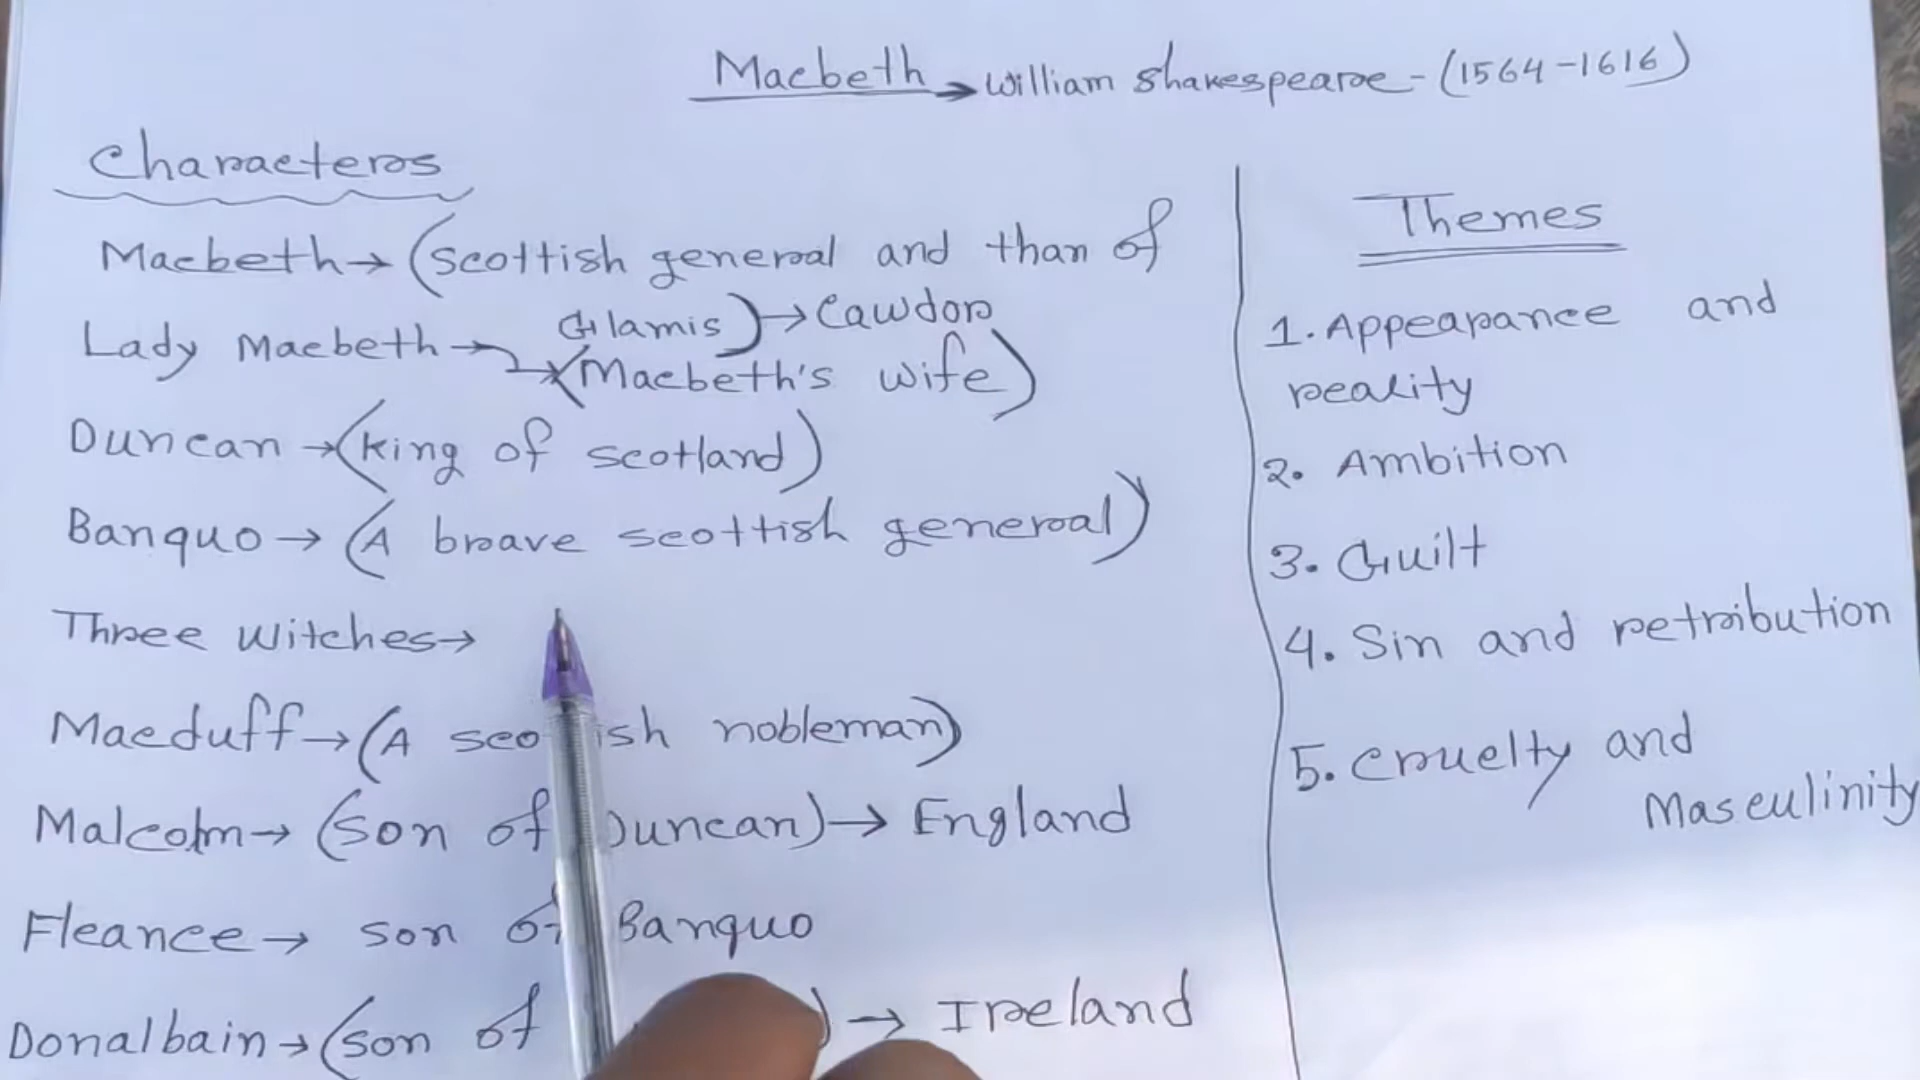 Macbeth → William Shakespeare - (1564-1616)
Characters
Macbeth → (Scottish general and than of
Glamis) → Cawdor
Lady Macbeth → (Macbeth's wife)
Duncan → (king of scotland)
Banquo → (A brave scottish general)
Three witches →
Macduff → (A sco ish nobleman)
Malcolm → (son of Duncan) → England
Fleance → son of Banquo
Donalbain → (son of ) → Ireland
Themes
1. Appearance and
reality
2. Ambition
3. Guilt
4. Sin and retribution
5. Cruelty and
Masculinity